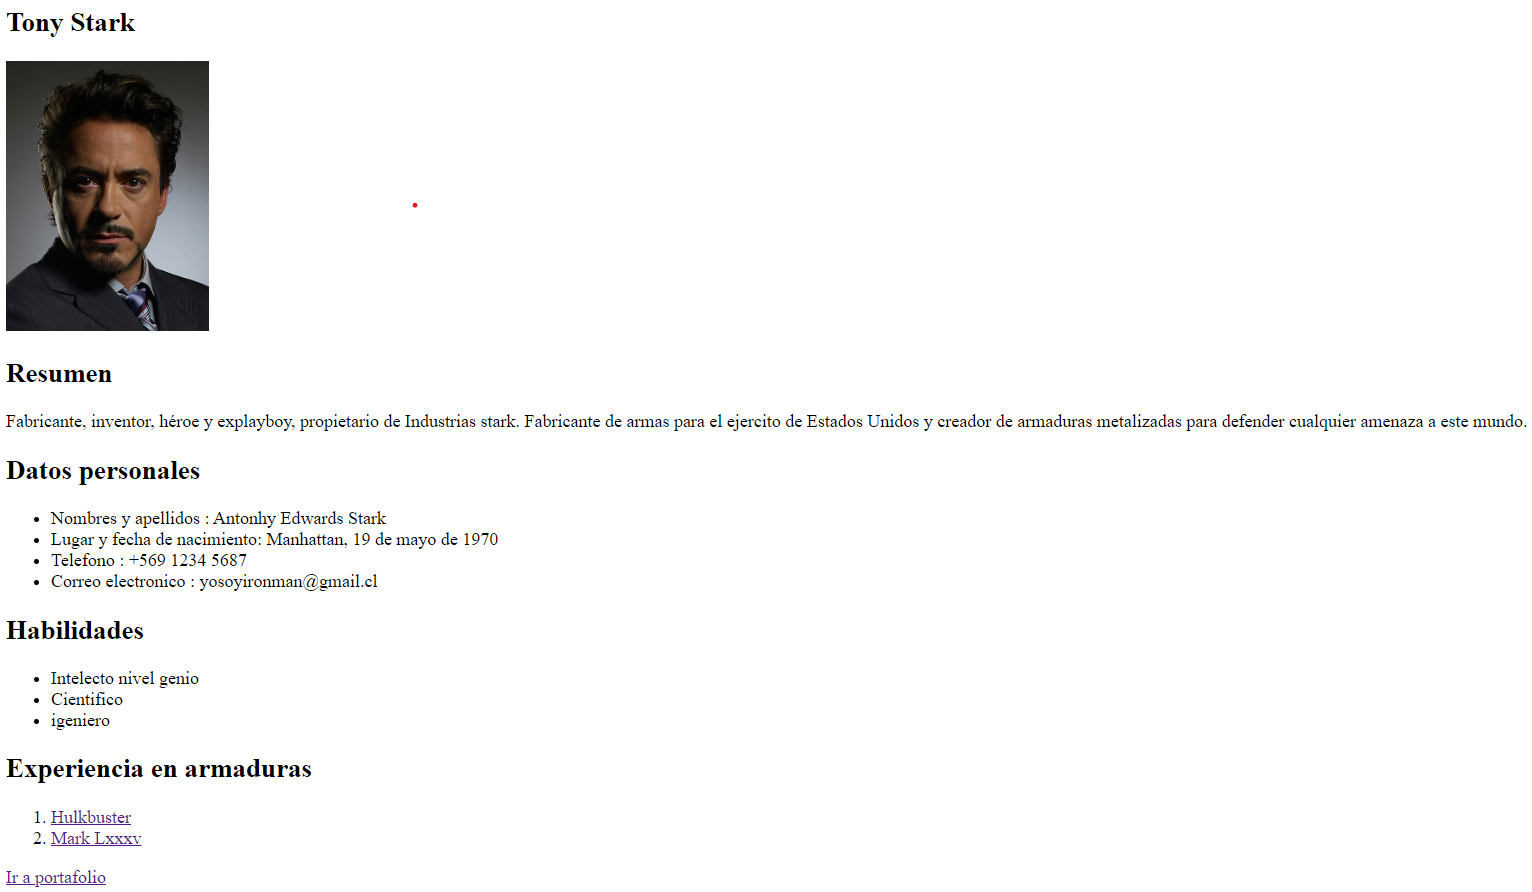 Tony Stark
Resumen
Fabricante, inventor, héroe y explayboy, propietario de Industrias stark. Fabricante de armas para el ejercito de Estados Unidos y creador de armaduras metalizadas para defender cualquier amenaza a este mundo.
Datos personales
• Nombres y apellidos : Antonhy Edwards Stark
• Lugar y fecha de nacimiento: Manhattan, 19 de mayo de 1970
• Telefono : +569 1234 5687
• Correo electronico : yosoyironman@gmail.cl
Habilidades
• Intelecto nivel genio
• Cientifico
• igeniero
Experiencia en armaduras
1. Hulkbuster
2. Mark Lxxxv
Ir a portafolio